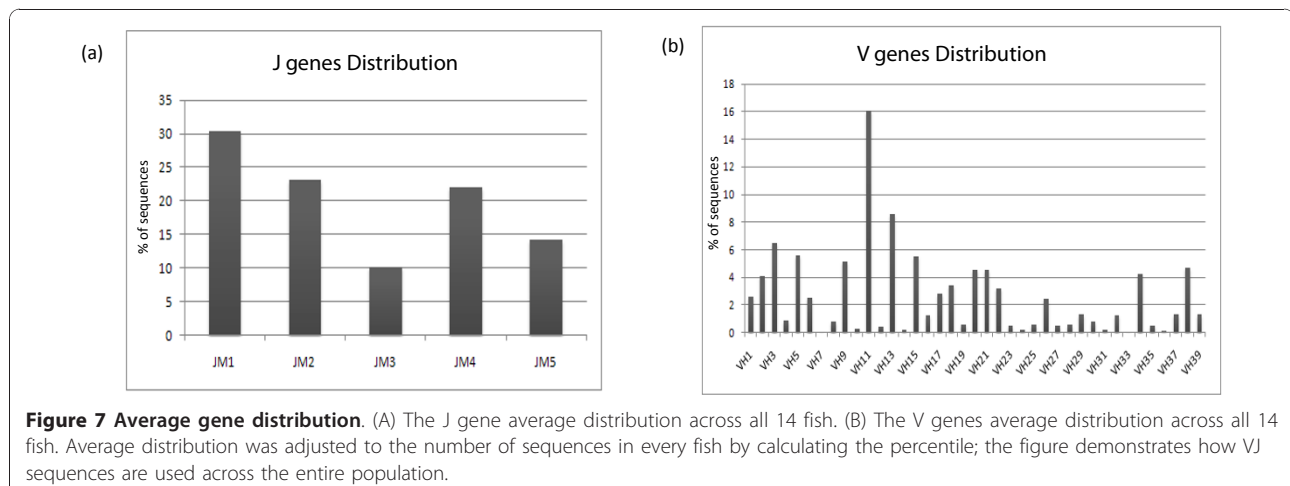 (a)
J genes Distribution
% of sequences
35
30
25
20
15
10
5
0
JM1 JM2 JM3 JM4 JM5
(b)
V genes Distribution
% of sequences
18
16
14
12
10
8
6
4
2
0
VH1 VH3 VH5 VH7 VH9 VH11 VH13 VH15 VH17 VH19 VH21 VH23 VH25 VH27 VH29 VH31 VH33 VH35 VH37 VH39
Figure 7 Average gene distribution. (A) The J gene average distribution across all 14 fish. (B) The V genes average distribution across all 14
fish. Average distribution was adjusted to the number of sequences in every fish by calculating the percentile; the figure demonstrates how VJ
sequences are used across the entire population.